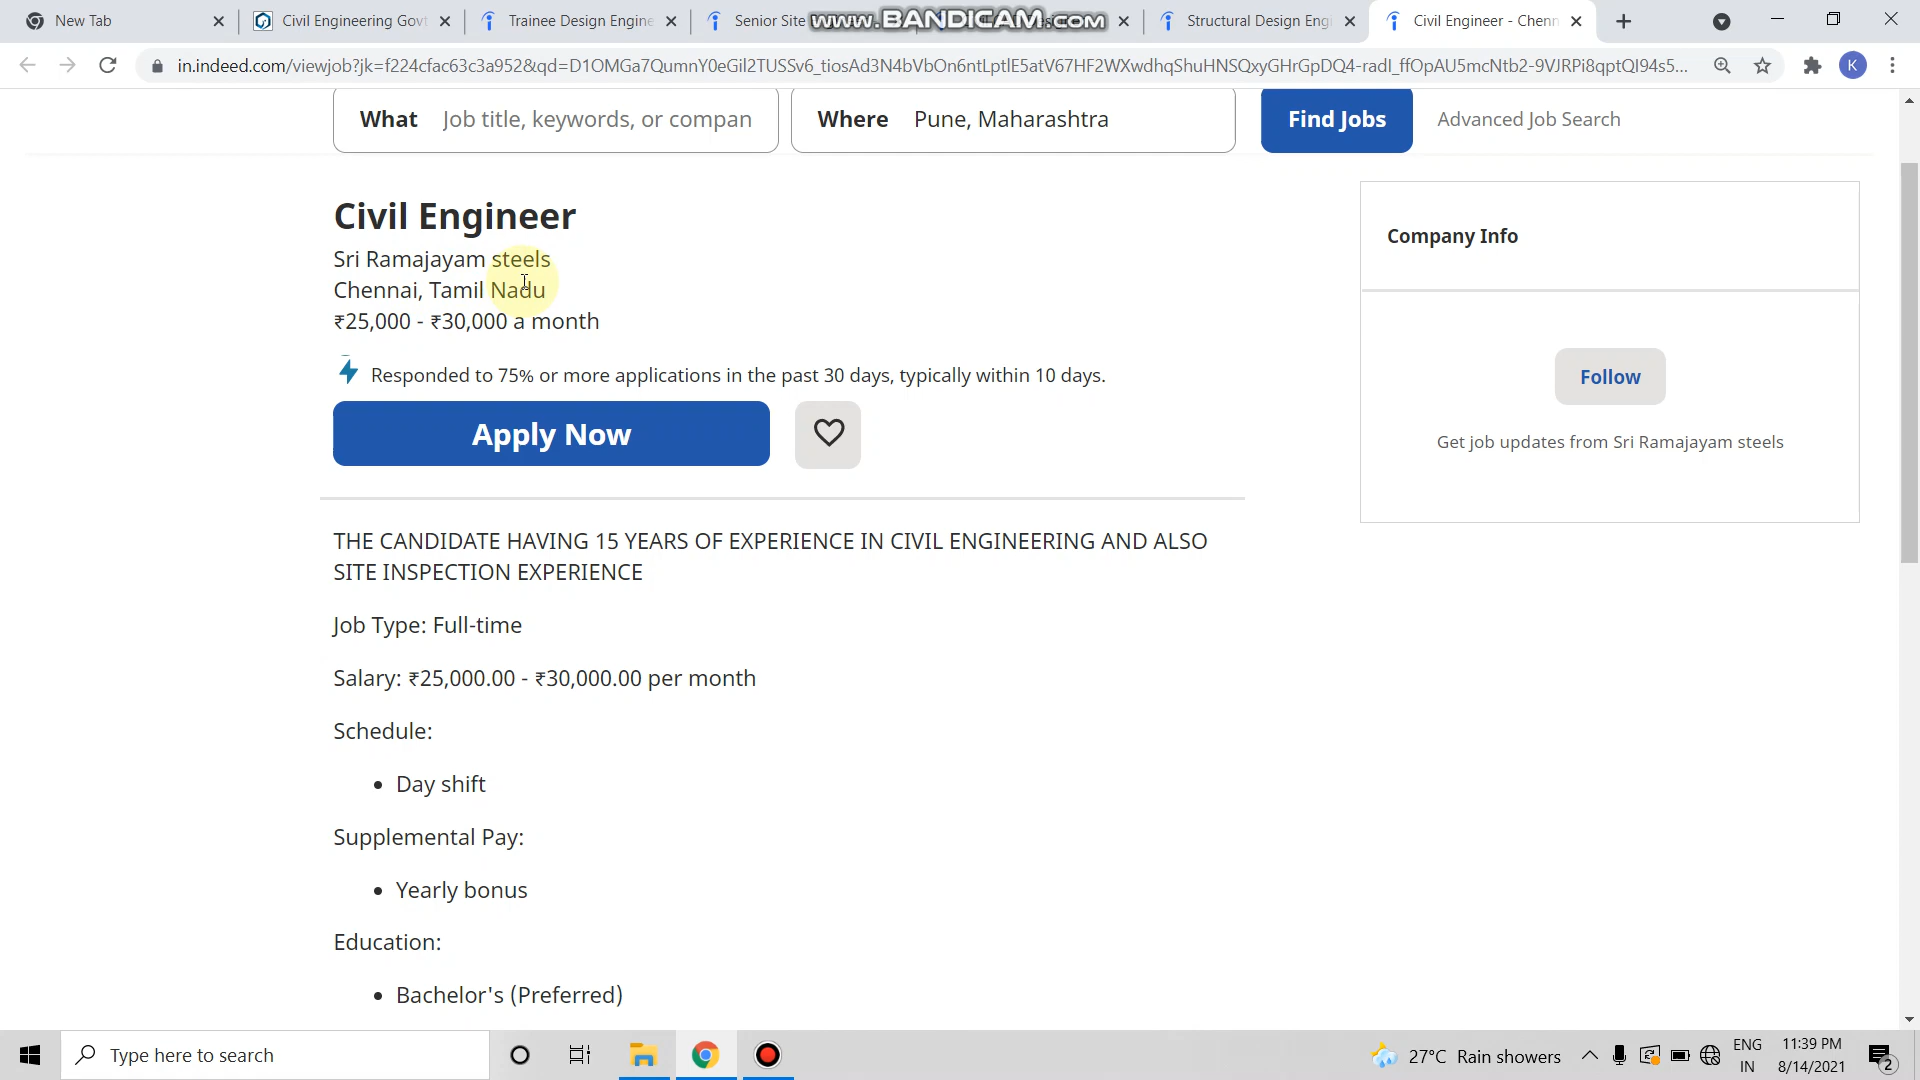 New Tab
Civil Engineering Govt
Trainee Design Engine
Senior Site
www.BANDICAM.com
Structural Design Engi
Civil Engineer - Chenn
in.indeed.com/viewjob?jk=f224cfac63c3a952&qd=D1OMGa7QumnY0eGil2TUSSv6_tiosAd3N4bVbOn6ntLptlE5atV67HF2WXwdhqShuHNSQxyGHrGpDQ4-radI_ffOpAU5mcNtb2-9VJRPi8qptQI94s5...
K
What Job title, keywords, or compan
Where Pune, Maharashtra
Find Jobs
Advanced Job Search
Civil Engineer
Sri Ramajayam steels
Chennai, Tamil Nadu
₹25,000 - ₹30,000 a month
Responded to 75% or more applications in the past 30 days, typically within 10 days.
Apply Now
Company Info
Follow
Get job updates from Sri Ramajayam steels
THE CANDIDATE HAVING 15 YEARS OF EXPERIENCE IN CIVIL ENGINEERING AND ALSO
SITE INSPECTION EXPERIENCE
Job Type: Full-time
Salary: ₹25,000.00 - ₹30,000.00 per month
Schedule:
• Day shift
Supplemental Pay:
• Yearly bonus
Education:
• Bachelor's (Preferred)
Type here to search
27°C Rain showers
ENG
IN
11:39 PM
8/14/2021
2